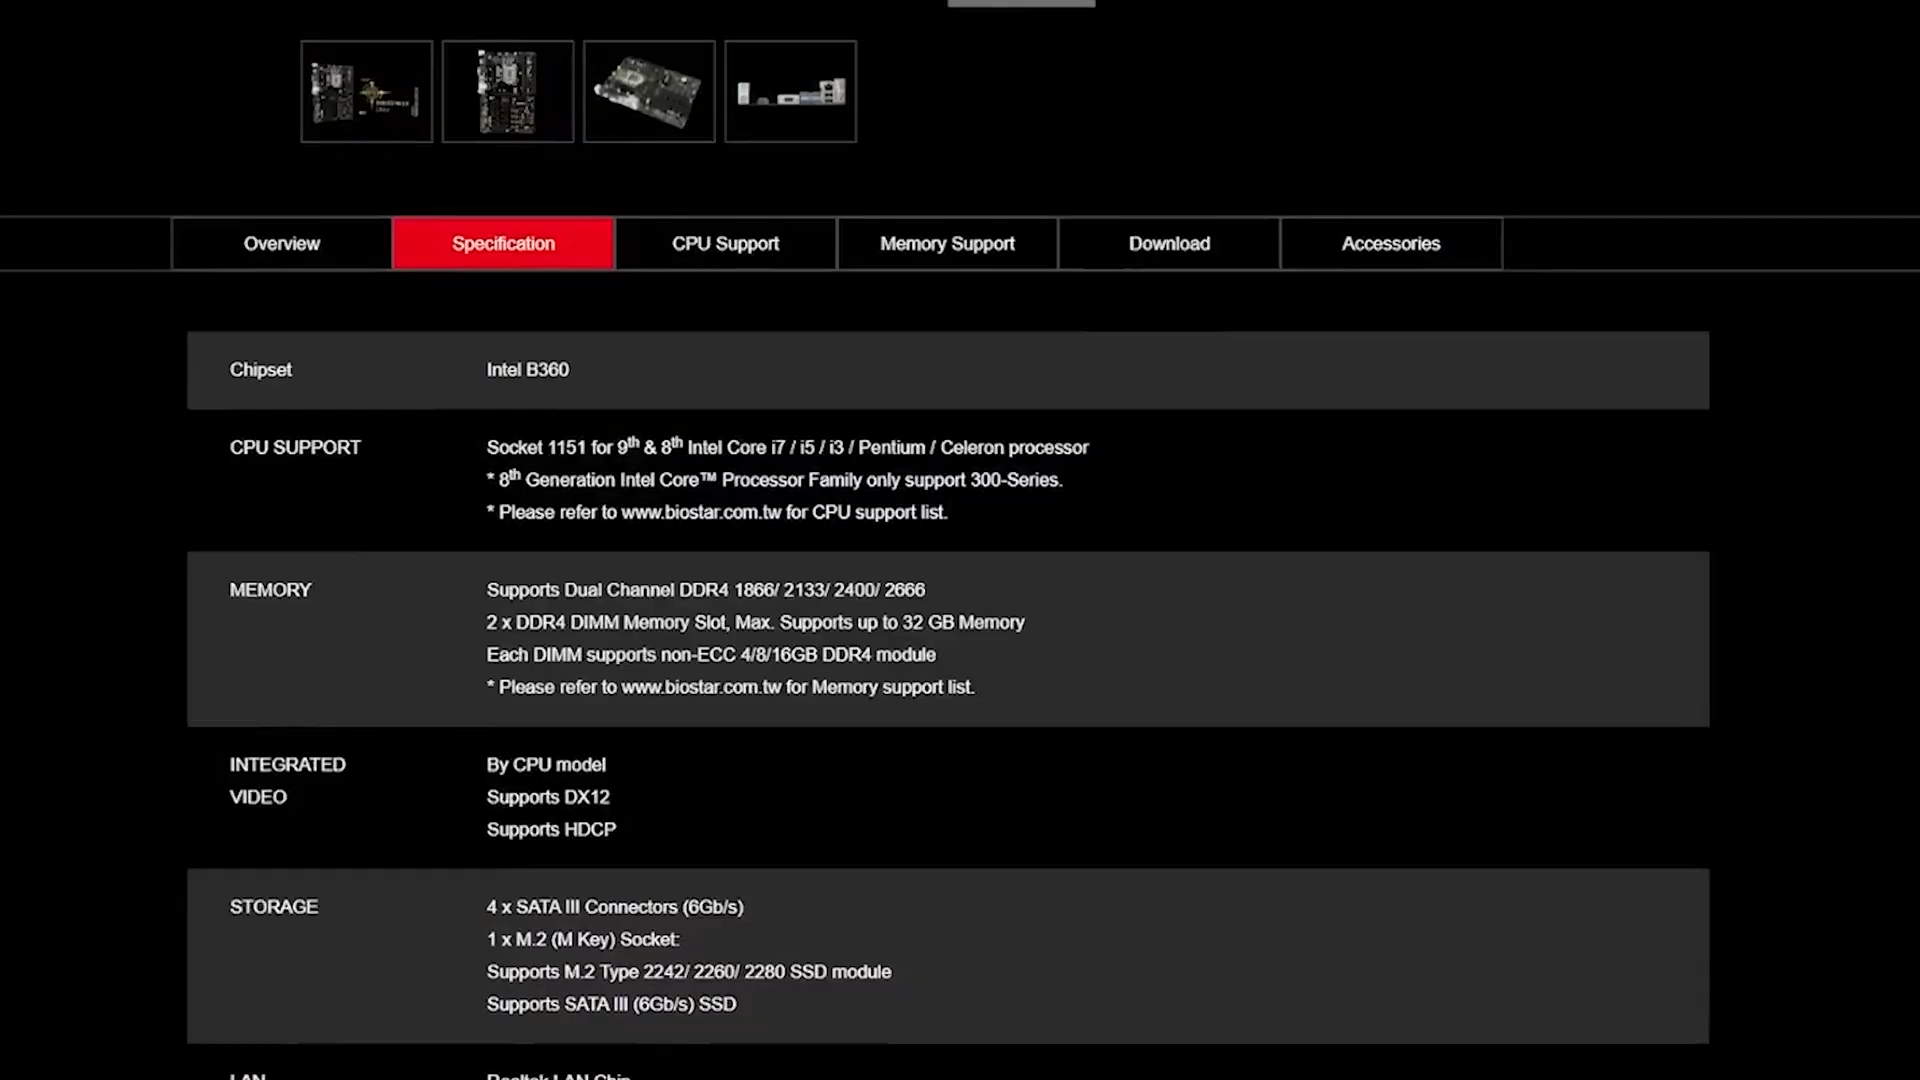 Overview
Specification
CPU Support
Memory Support
Download
Accessories
Chipset
Intel B360
CPU SUPPORT
Socket 1151 for 9th & 8th Intel Core i7 / i5 / i3 / Pentium / Celeron processor
* 8th Generation Intel Core™ Processor Family only support 300-Series.
* Please refer to www.biostar.com.tw for CPU support list.
MEMORY
Supports Dual Channel DDR4 1866/ 2133/ 2400/ 2666
2 x DDR4 DIMM Memory Slot, Max. Supports up to 32 GB Memory
Each DIMM supports non-ECC 4/8/16GB DDR4 module
* Please refer to www.biostar.com.tw for Memory support list.
INTEGRATED
VIDEO
By CPU model
Supports DX12
Supports HDCP
STORAGE
4 x SATA III Connectors (6Gb/s)
1 x M.2 (M Key) Socket:
Supports M.2 Type 2242/ 2260/ 2280 SSD module
Supports SATA III (6Gb/s) SSD
LAN
Realtek LAN Chip